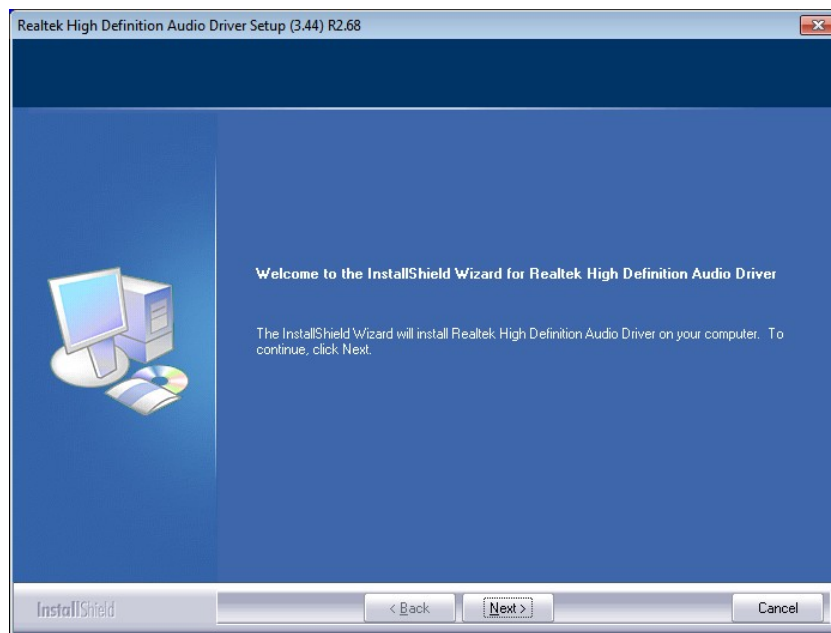 Realtek High Definition Audio Driver Setup (3.44) R2.68
Welcome to the InstallShield Wizard for Realtek High Definition Audio Driver
The InstallShield Wizard will install Realtek High Definition Audio Driver on your computer. To
continue, click Next.
InstallShield
< Back
Next >
Cancel